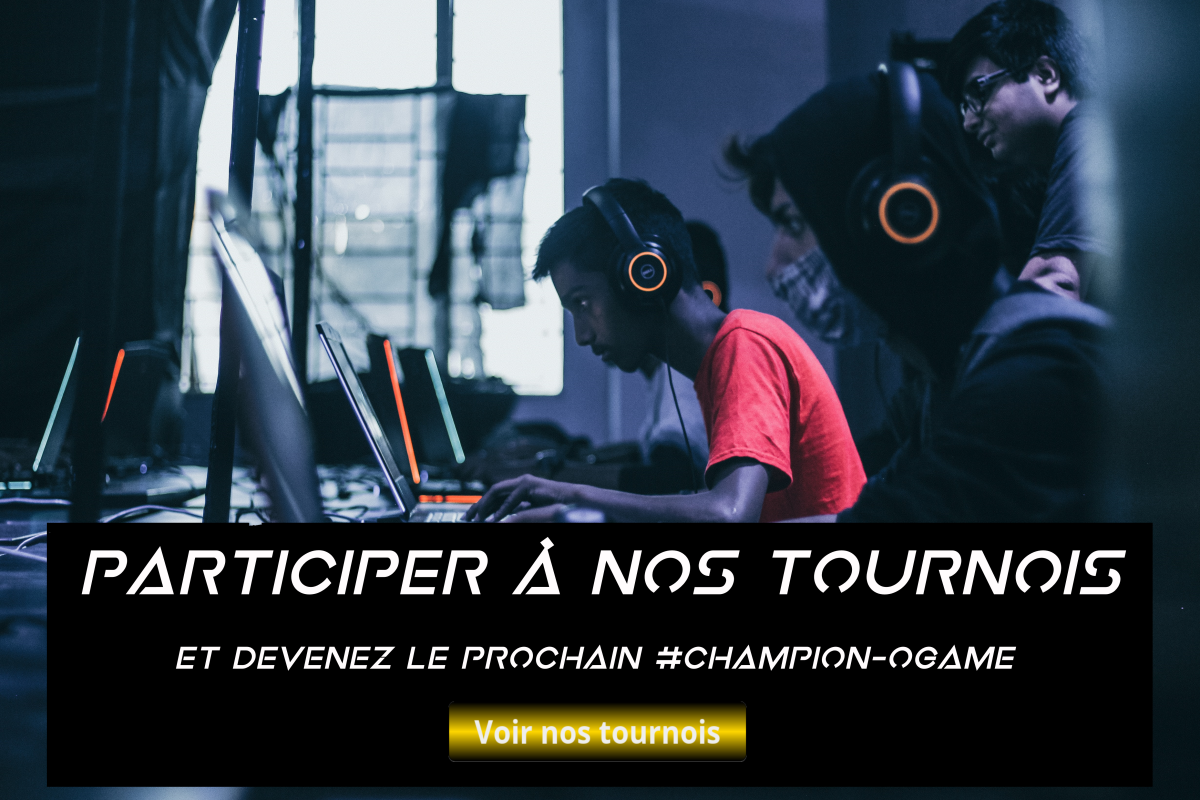 PARTICIPER À NOS TOURNOIS
ET DEVENEZ LE PROCHAIN #CHAMPION-OGAME
Voir nos tournois